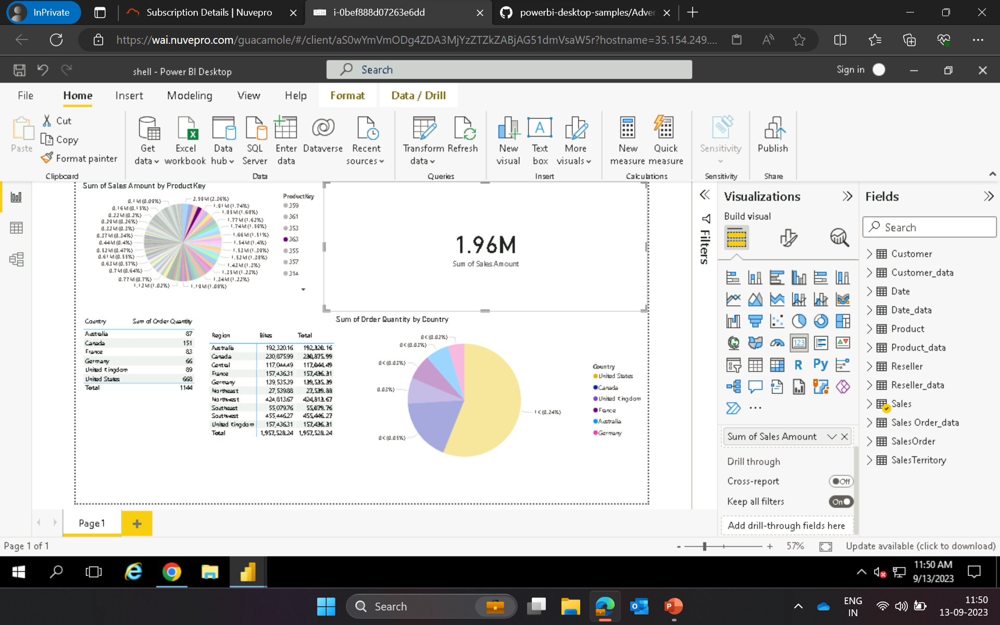 InPrivate
Subscription Details | Nuvepro
i-0bef888d07263e6dd
powerbi-desktop-samples/Adver
https://wai.nuvepro.com/guacamole/#/client/aS0wYmVmODg4ZDA3MjYzZTZkZABjAG51dmVsaW5r?hostname=35.154.249....
shell - Power BI Desktop
Search
Sign in
File
Home
Insert
Modeling
View
Help
Format
Data / Drill
Paste
Cut
Copy
Format painter
Clipboard
Get data
Excel workbook
Data hub
SQL Server
Enter data
Dataverse
Recent sources
Data
Transform data
Refresh
Queries
New visual
Text box
More visuals
Insert
New measure
Quick measure
Calculations
Sensitivity
Sensitivity
Publish
Share
Sum of Sales Amount by ProductKey
0.1M (0.09%)
0.16M (0.15%)
0.22M (0.2%)
0.29M (0.26%)
0.32M (0.3%)
0.37M (0.34%)
0.44M (0.4%)
0.52M (0.47%)
0.61M (0.55%)
0.63M (0.57%)
0.7M (0.64%)
0.77M (0.7%)
1.12M (1.02%)
2.59M (2.36%)
1.91M (1.74%)
1.85M (1.68%)
1.77M (1.62%)
1.74M (1.59%)
1.66M (1.51%)
1.54M (1.4%)
1.53M (1.39%)
1.52M (1.38%)
1.43M (1.3%)
1.35M (1.23%)
1.34M (1.22%)
1.19M (1.08%)
ProductKey
359
361
353
363
355
357
314
1.96M
Sum of Sales Amount
Country Sum of Order Quantity
Australia 87
Canada 151
France 83
Germany 66
United Kingdom 89
United States 668
Total 1144
Region Bikes Total
Australia 192,320.16 192,320.16
Canada 230,875.99 230,875.99
Central 117,044.49 117,044.49
France 157,436.31 157,436.31
Germany 139,535.39 139,535.39
Northeast 27,539.88 27,539.88
Northwest 424,813.67 424,813.67
Southeast 55,079.76 55,079.76
Southwest 455,446.27 455,446.27
United Kingdom 157,436.31 157,436.31
Total 1,957,528.24 1,957,528.24
Sum of Order Quantity by Country
0K (0.02%)
0K (0.03%)
0K (0.03%)
0.03%)
0K (0.05%)
1K (0.24%)
Country
United States
Canada
United Kingdom
France
Australia
Germany
Filters
Visualizations
Build visual
123
R
Py
Sum of Sales Amount
Drill through
Cross-report
Off
Keep all filters
On
Add drill-through fields here
Fields
Search
Customer
Customer_data
Date
Date_data
Product
Product_data
Reseller
Reseller_data
Sales
Sales Order_data
SalesOrder
SalesTerritory
Page 1
Page 1 of 1
57%
Update available (click to download)
11:50 AM
9/13/2023
Search
ENG
IN
11:50
13-09-2023